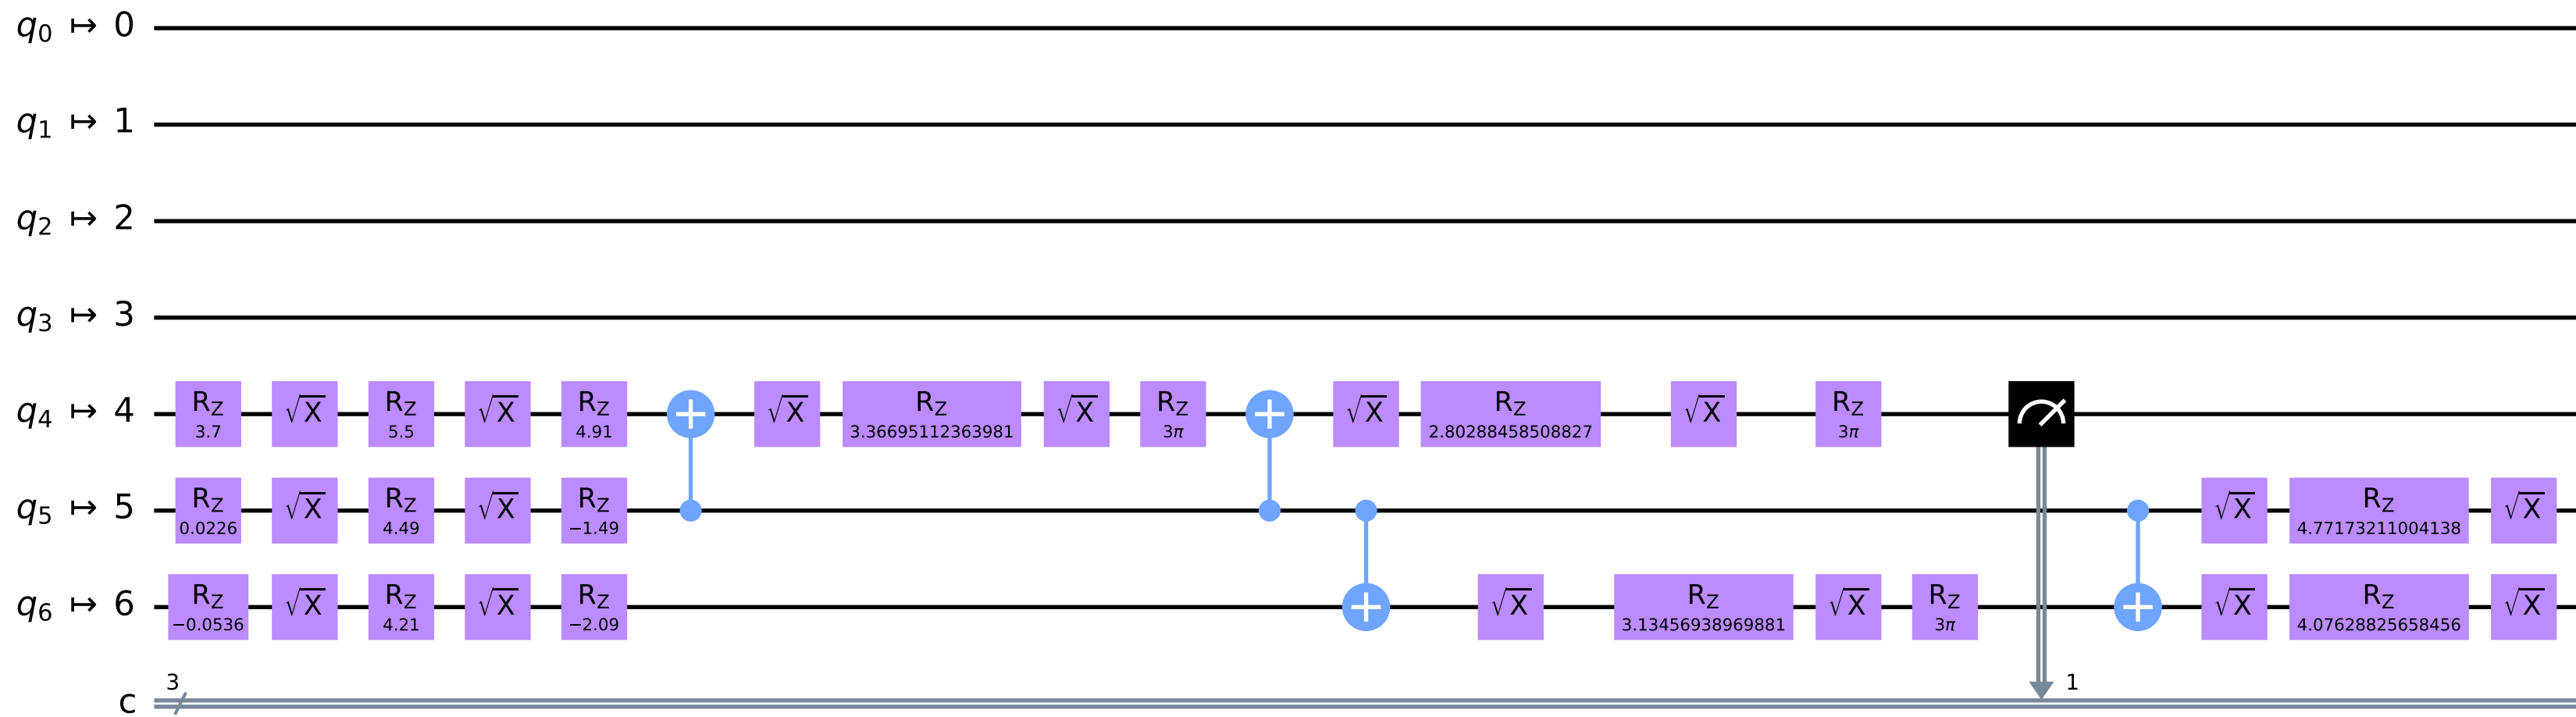 q0 ↦ 0
q1 ↦ 1
q2 ↦ 2
q3 ↦ 3
q4 ↦ 4 RZ 3.7 √X RZ 5.5 √X RZ 4.91 √X RZ 3.36695112363981 √X RZ 3π √X RZ 2.80288458508827 √X RZ 3π
q5 ↦ 5 RZ 0.0226 √X RZ 4.49 √X RZ −1.49 √X RZ 4.77173211004138 √X
q6 ↦ 6 RZ −0.0536 √X RZ 4.21 √X RZ −2.09 √X RZ 3.13456938969881 √X RZ 3π √X RZ 4.07628825658456 √X
c 3 1